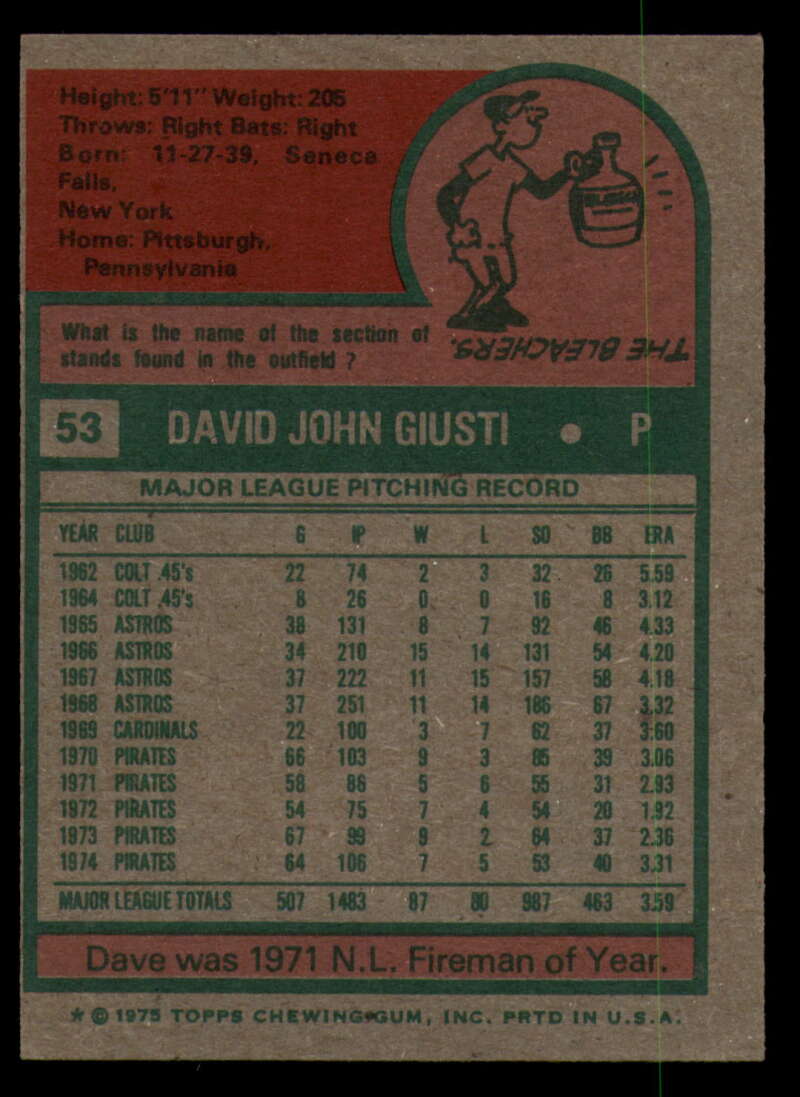 Height: 5'11" Weight: 205
Throws: Right Bats: Right
Born: 11-27-39, Seneca
Falls,
New York
Home: Pittsburgh,
Pennsylvania
What is the name of the section of
stands found in the outfield ?
THE BLEACHERS.
53 DAVID JOHN GIUSTI • P
MAJOR LEAGUE PITCHING RECORD
YEAR CLUB G IP W L SO BB ERA
1962 COLT .45's 22 74 2 3 32 26 5.59
1964 COLT .45's 8 26 0 0 16 8 3.12
1965 ASTROS 38 131 8 7 92 46 4.33
1966 ASTROS 34 210 15 14 131 54 4.20
1967 ASTROS 37 222 11 15 157 58 4.18
1968 ASTROS 37 251 11 14 186 67 3.32
1969 CARDINALS 22 100 3 7 62 37 3.60
1970 PIRATES 66 103 9 3 85 39 3.06
1971 PIRATES 58 86 5 6 55 31 2.93
1972 PIRATES 54 75 7 4 54 20 1.92
1973 PIRATES 67 99 9 2 64 37 2.36
1974 PIRATES 64 106 7 5 53 40 3.31
MAJOR LEAGUE TOTALS 507 1483 87 80 987 463 3.59
Dave was 1971 N.L. Fireman of Year.
* © 1975 TOPPS CHEWING GUM, INC. PRTD IN U.S.A.